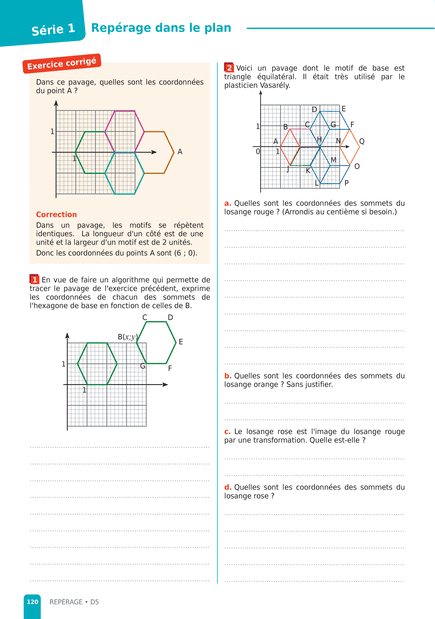 Série 1
Repérage dans le plan
Exercice corrigé
Dans ce pavage, quelles sont les coordonnées
du point A ?
1
1
A
Correction
Dans un pavage, les motifs se répètent
identiques. La longueur d'un côté est de une
unité et la largeur d'un motif est de 2 unités.
Donc les coordonnées du points A sont (6 ; 0).
1 En vue de faire un algorithme qui permette de
tracer le pavage de l'exercice précédent, exprime
les coordonnées de chacun des sommets de
l'hexagone de base en fonction de celles de B.
C D
B(x;y)
E
1
G F
1
2 Voici un pavage dont le motif de base est
triangle équilatéral. Il était très utilisé par le
plasticien Vasarély.
D E
1 B C G F
A H N Q
0 1
M
J K O
L P
a. Quelles sont les coordonnées des sommets du
losange rouge ? (Arrondis au centième si besoin.)
b. Quelles sont les coordonnées des sommets du
losange orange ? Sans justifier.
c. Le losange rose est l'image du losange rouge
par une transformation. Quelle est-elle ?
d. Quelles sont les coordonnées des sommets du
losange rose ?
120 REPÉRAGE • D5